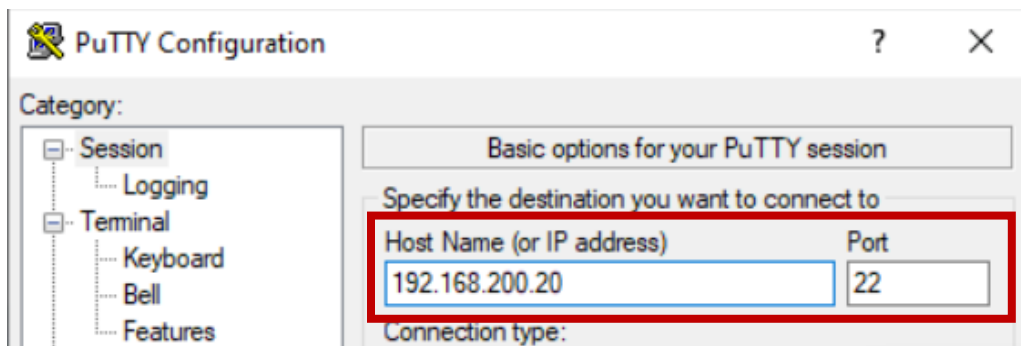 PuTTY Configuration ? ×
Category:
Session
Logging
Terminal
Keyboard
Bell
Features
Basic options for your PuTTY session
Specify the destination you want to connect to
Host Name (or IP address) Port
192.168.200.20 22
Connection type: